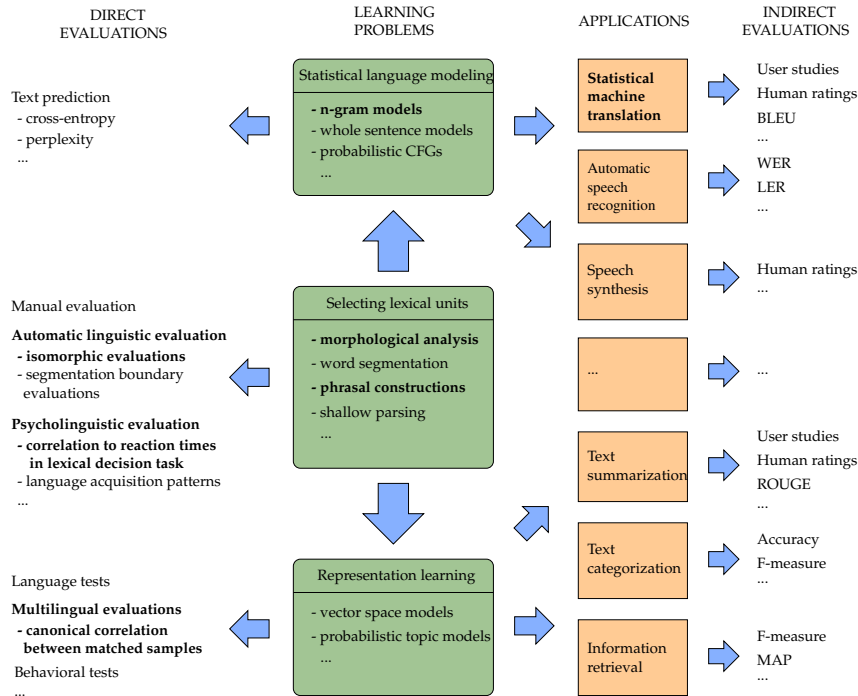 DIRECT
EVALUATIONS
LEARNING
PROBLEMS
APPLICATIONS
INDIRECT
EVALUATIONS
Text prediction
- cross-entropy
- perplexity
...
Statistical language modeling
- n-gram models
- whole sentence models
- probabilistic CFGs
...
Statistical
machine
translation
User studies
Human ratings
BLEU
...
Automatic
speech
recognition
WER
LER
...
Speech
synthesis
Human ratings
...
Manual evaluation
Automatic linguistic evaluation
- isomorphic evaluations
- segmentation boundary
evaluations
Psycholinguistic evaluation
- correlation to reaction times
in lexical decision task
- language acquisition patterns
...
Selecting lexical units
- morphological analysis
- word segmentation
- phrasal constructions
- shallow parsing
...
...
...
Text
summarization
User studies
Human ratings
ROUGE
...
Text
categorization
Accuracy
F-measure
...
Language tests
Multilingual evaluations
- canonical correlation
between matched samples
Behavioral tests
...
Representation learning
- vector space models
- probabilistic topic models
...
Information
retrieval
F-measure
MAP
...